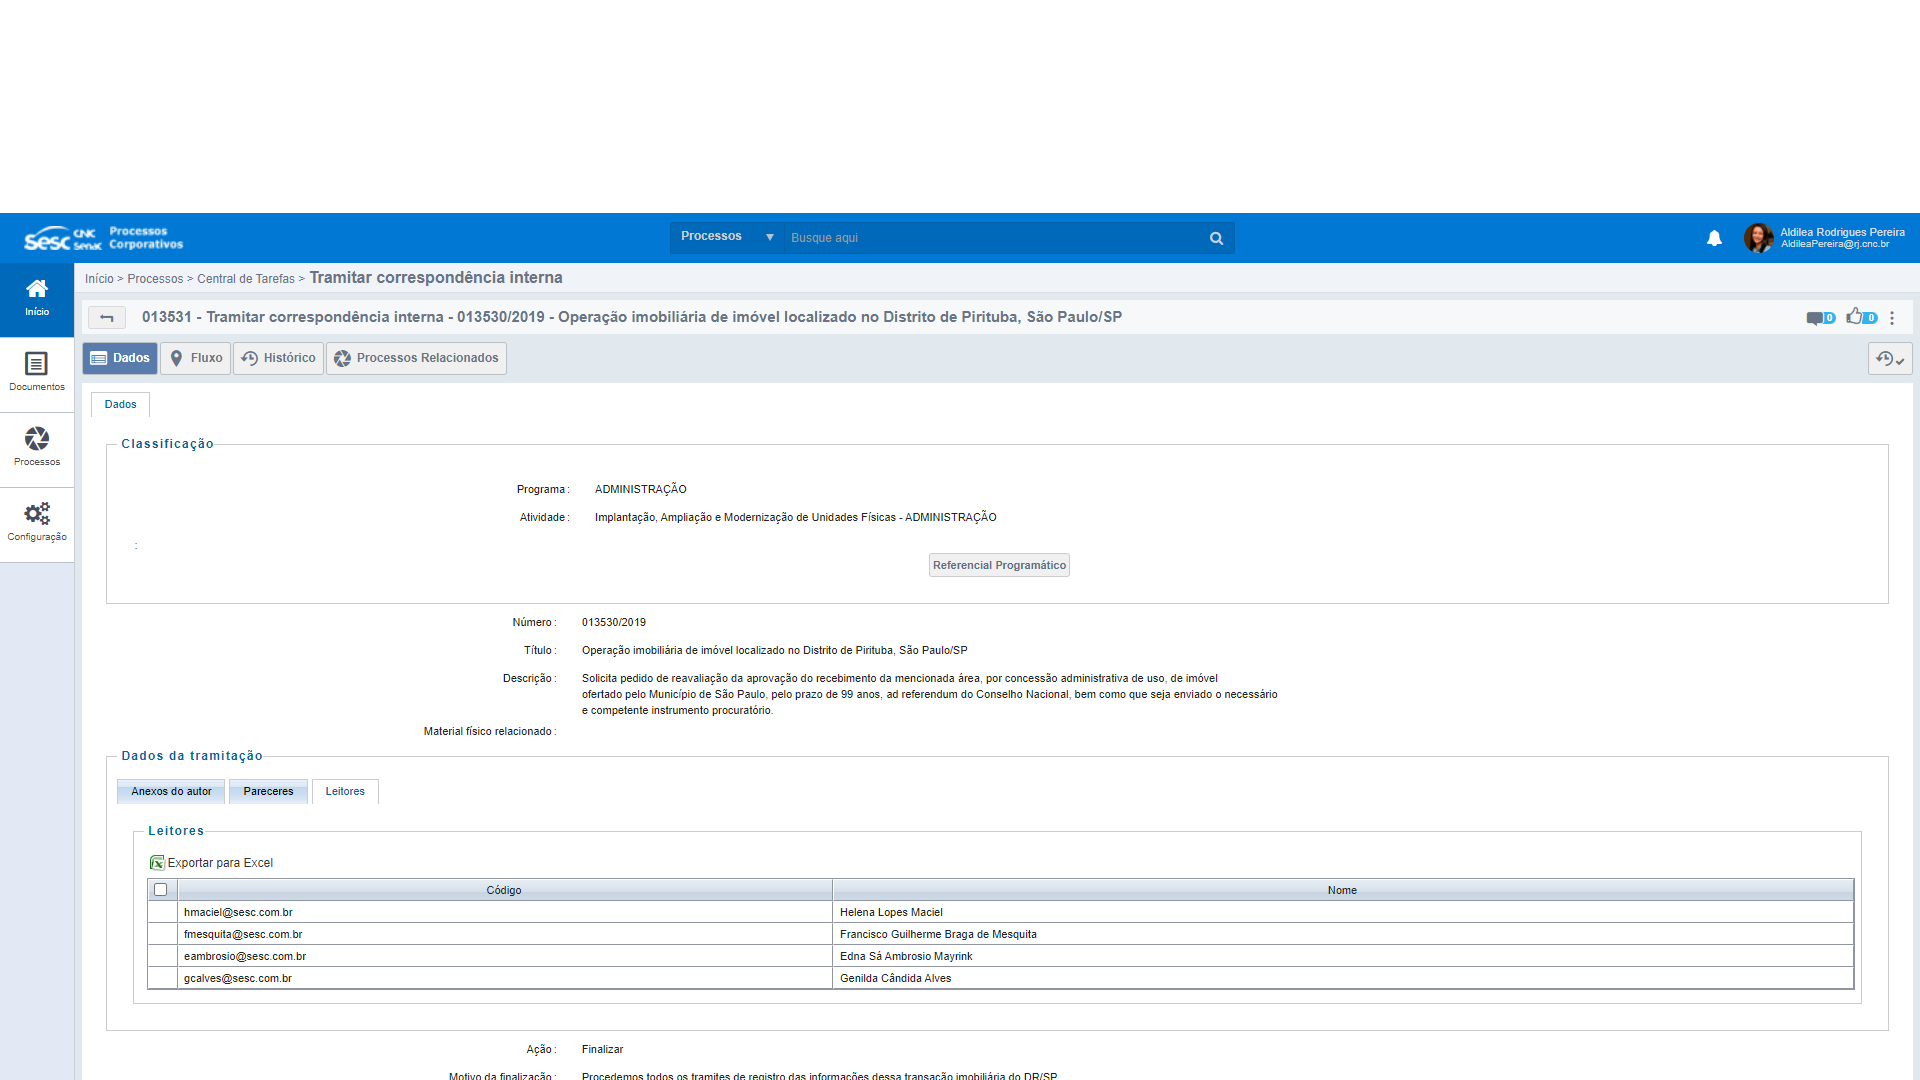 Sesc CNC Senac Processos Corporativos
Processos
Busque aqui
Aldilea Rodrigues Pereira
AldileaPereira@rj.cnc.br
Início > Processos > Central de Tarefas > Tramitar correspondência interna
Início
Documentos
Processos
Configuração
013531 - Tramitar correspondência interna - 013530/2019 - Operação imobiliária de imóvel localizado no Distrito de Pirituba, São Paulo/SP
0
0
Dados
Fluxo
Histórico
Processos Relacionados
Dados
Classificação
Programa : ADMINISTRAÇÃO
Atividade : Implantação, Ampliação e Modernização de Unidades Físicas - ADMINISTRAÇÃO
:
Referencial Programático
Número : 013530/2019
Título : Operação imobiliária de imóvel localizado no Distrito de Pirituba, São Paulo/SP
Descrição : Solicita pedido de reavaliação da aprovação do recebimento da mencionada área, por concessão administrativa de uso, de imóvel
ofertado pelo Município de São Paulo, pelo prazo de 99 anos, ad referendum do Conselho Nacional, bem como que seja enviado o necessário
e competente instrumento procuratório.
Material físico relacionado :
Dados da tramitação
Anexos do autor
Pareceres
Leitores
Leitores
Exportar para Excel
Código Nome
hmaciel@sesc.com.br Helena Lopes Maciel
fmesquita@sesc.com.br Francisco Guilherme Braga de Mesquita
eambrosio@sesc.com.br Edna Sá Ambrosio Mayrink
gcalves@sesc.com.br Genilda Cândida Alves
Ação : Finalizar
Motivo da finalização : Procedemos todos os tramites de registro das informações dessa transação imobiliária do DR/SP